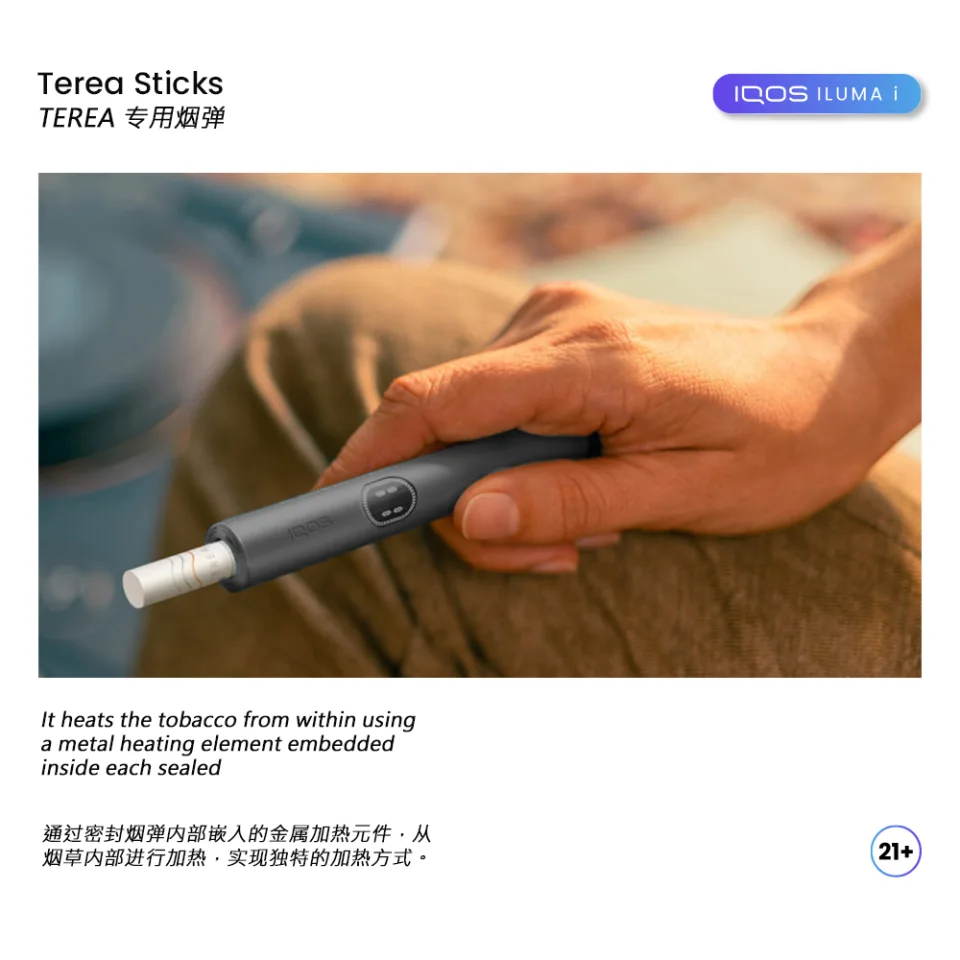 Terea Sticks
TEREA 专用烟弹
IQOS ILUMA i
IQOS
It heats the tobacco from within using
a metal heating element embedded
inside each sealed
通过密封烟弹内部嵌入的金属加热元件，从
烟草内部进行加热，实现独特的加热方式。
21+